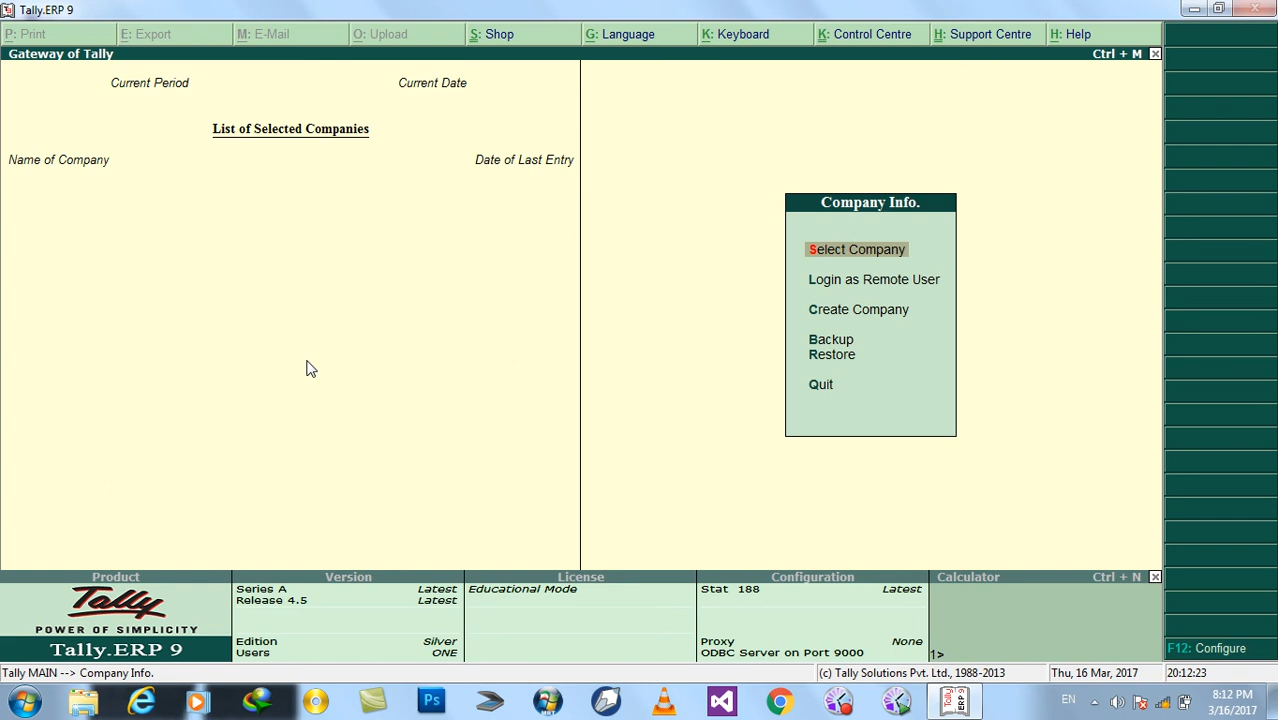 Tally.ERP 9
P: Print E: Export M: E-Mail O: Upload S: Shop G: Language K: Keyboard K: Control Centre H: Support Centre H: Help
Gateway of Tally Ctrl + M
Current Period Current Date
List of Selected Companies
Name of Company Date of Last Entry
Company Info.
Select Company
Login as Remote User
Create Company
Backup
Restore
Quit
Product Version License Configuration Calculator Ctrl + N
Tally
POWER OF SIMPLICITY
Tally.ERP 9
Series A Latest
Release 4.5 Latest
Edition Silver
Users ONE
Educational Mode
Stat 188 Latest
Proxy None
ODBC Server on Port 9000
1>
F12: Configure
Tally MAIN --> Company Info. (c) Tally Solutions Pvt. Ltd., 1988-2013 Thu, 16 Mar, 2017 20:12:23
Ps
EN
8:12 PM
3/16/2017